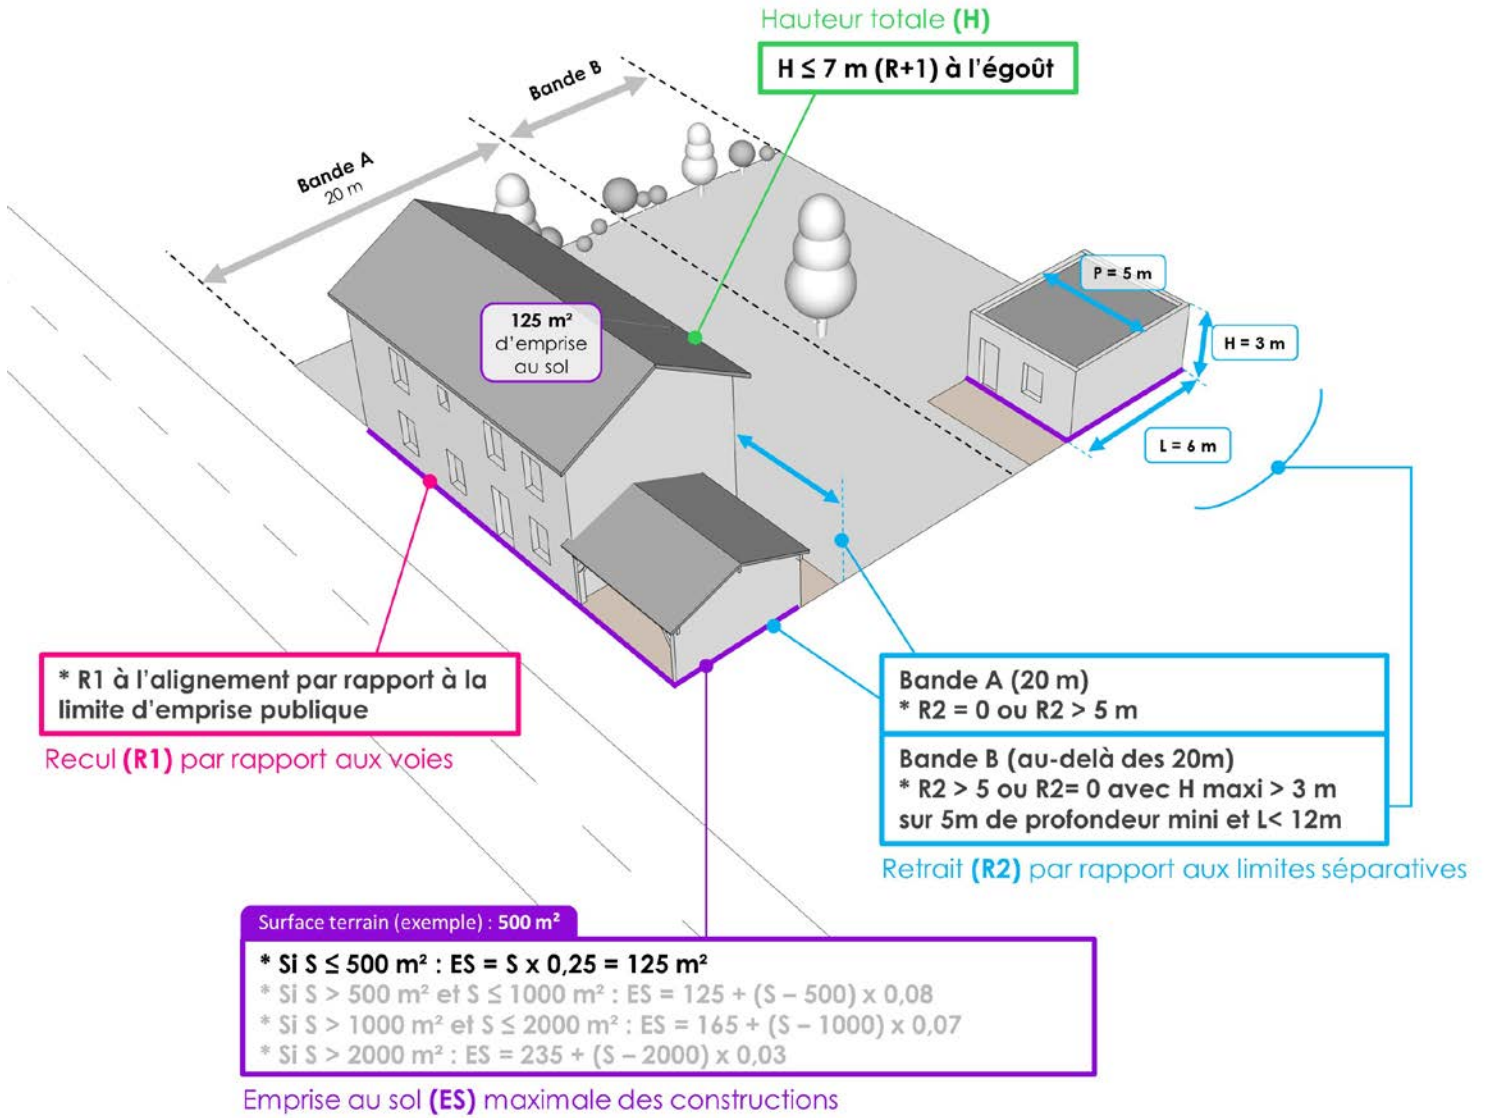 Hauteur totale (H)
H ≤ 7 m (R+1) à l'égoût
Bande B
Bande A
20 m
P = 5 m
125 m²
d'emprise
au sol
H = 3 m
L = 6 m
* R1 à l'alignement par rapport à la
limite d'emprise publique
Recul (R1) par rapport aux voies
Bande A (20 m)
* R2 = 0 ou R2 > 5 m
Bande B (au-delà des 20m)
* R2 > 5 ou R2= 0 avec H maxi > 3 m
sur 5m de profondeur mini et L< 12m
Retrait (R2) par rapport aux limites séparatives
Surface terrain (exemple) : 500 m²
* Si S ≤ 500 m² : ES = S x 0,25 = 125 m²
* Si S > 500 m² et S ≤ 1000 m² : ES = 125 + (S – 500) x 0,08
* Si S > 1000 m² et S ≤ 2000 m² : ES = 165 + (S – 1000) x 0,07
* Si S > 2000 m² : ES = 235 + (S – 2000) x 0,03
Emprise au sol (ES) maximale des constructions